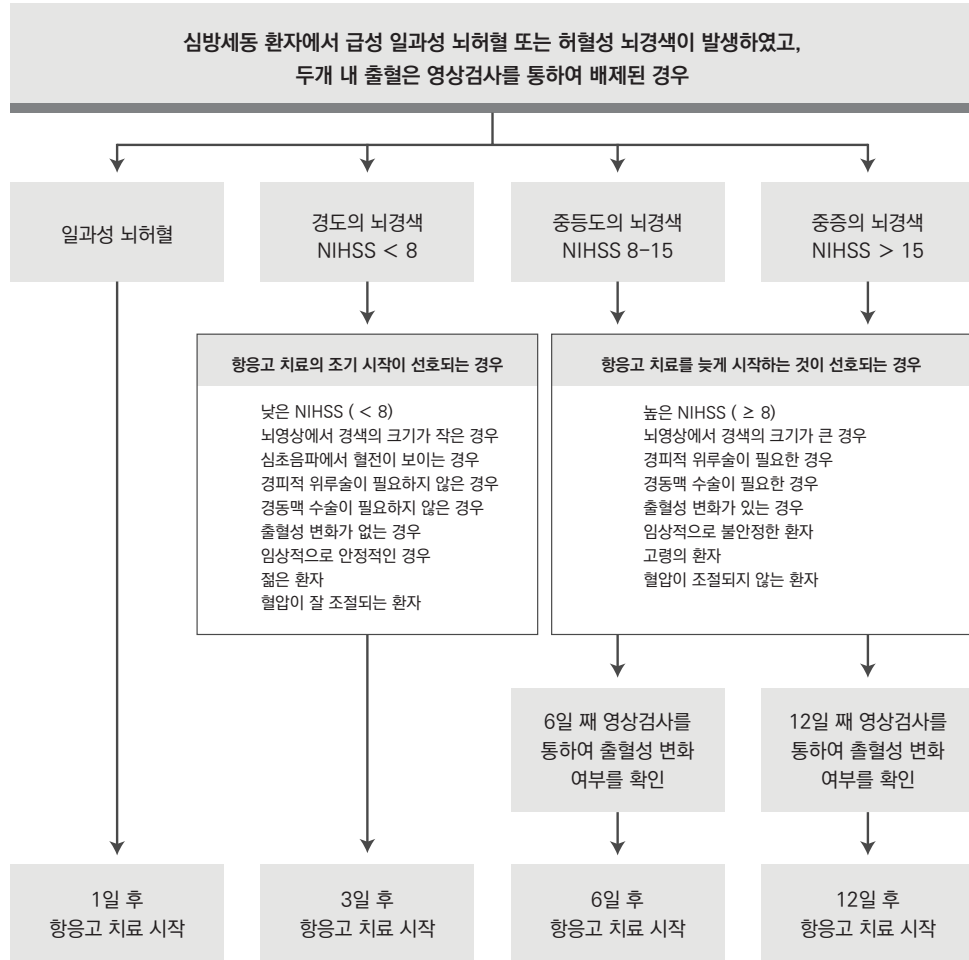 심방세동 환자에서 급성 일과성 뇌허혈 또는 허혈성 뇌경색이 발생하였고,
두개 내 출혈은 영상검사를 통하여 배제된 경우
일과성 뇌허혈
경도의 뇌경색
NIHSS < 8
중등도의 뇌경색
NIHSS 8-15
중증의 뇌경색
NIHSS > 15
항응고 치료의 조기 시작이 선호되는 경우
낮은 NIHSS ( < 8)
뇌영상에서 경색의 크기가 작은 경우
심초음파에서 혈전이 보이는 경우
경피적 위루술이 필요하지 않은 경우
경동맥 수술이 필요하지 않은 경우
출혈성 변화가 없는 경우
임상적으로 안정적인 경우
젊은 환자
혈압이 잘 조절되는 환자
항응고 치료를 늦게 시작하는 것이 선호되는 경우
높은 NIHSS ( ≥ 8)
뇌영상에서 경색의 크기가 큰 경우
경피적 위루술이 필요한 경우
경동맥 수술이 필요한 경우
출혈성 변화가 있는 경우
임상적으로 불안정한 환자
고령의 환자
혈압이 조절되지 않는 환자
6일 째 영상검사를
통하여 출혈성 변화
여부를 확인
12일 째 영상검사를
통하여 촐혈성 변화
여부를 확인
1일 후
항응고 치료 시작
3일 후
항응고 치료 시작
6일 후
항응고 치료 시작
12일 후
항응고 치료 시작